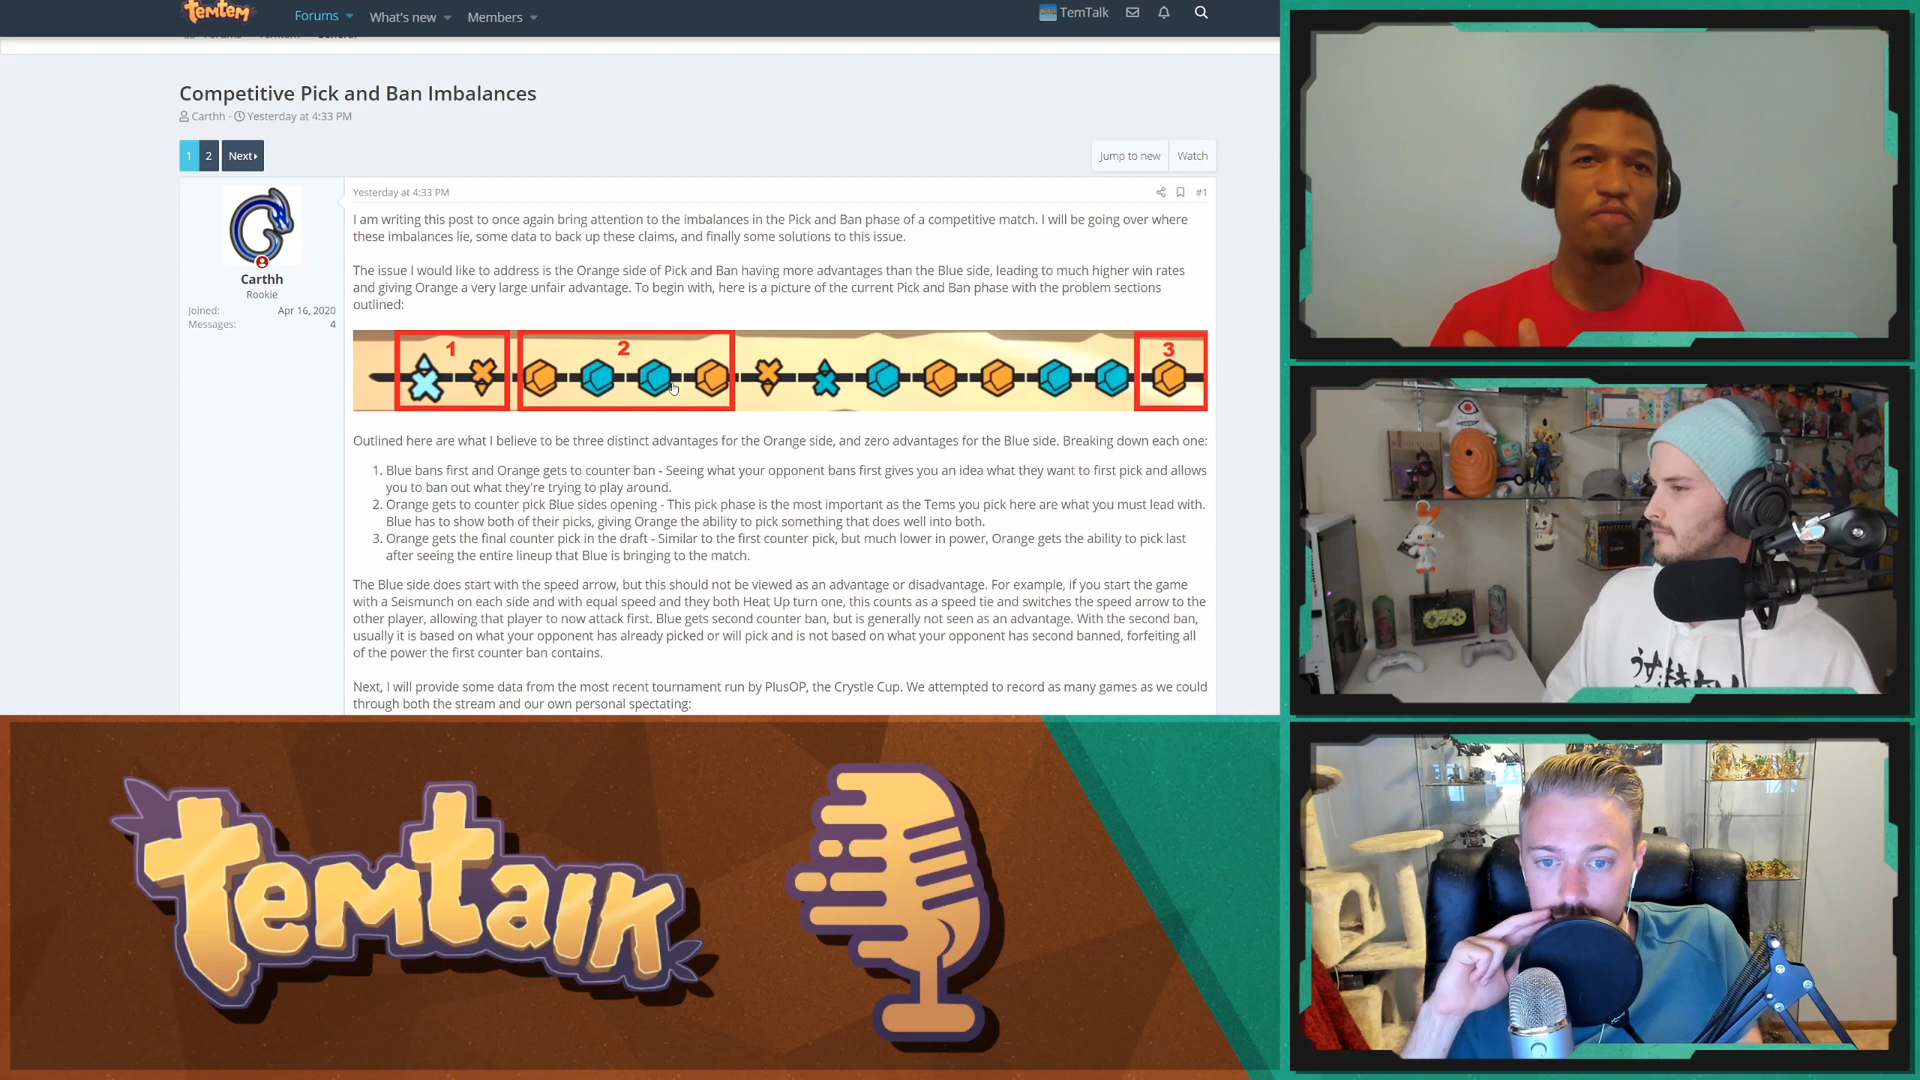 temtem
Forums
What's new
Members
TemTalk
Forums Temtem General
Competitive Pick and Ban Imbalances
Carthh · Yesterday at 4:33 PM
1 2 Next
Jump to new Watch
Carthh
Rookie
Joined: Apr 16, 2020
Messages: 4
Yesterday at 4:33 PM
#1
I am writing this post to once again bring attention to the imbalances in the Pick and Ban phase of a competitive match. I will be going over where
these imbalances lie, some data to back up these claims, and finally some solutions to this issue.
The issue I would like to address is the Orange side of Pick and Ban having more advantages than the Blue side, leading to much higher win rates
and giving Orange a very large unfair advantage. To begin with, here is a picture of the current Pick and Ban phase with the problem sections
outlined:
1 2 3
Outlined here are what I believe to be three distinct advantages for the Orange side, and zero advantages for the Blue side. Breaking down each one:
1. Blue bans first and Orange gets to counter ban - Seeing what your opponent bans first gives you an idea what they want to first pick and allows
you to ban out what they're trying to play around.
2. Orange gets to counter pick Blue sides opening - This pick phase is the most important as the Tems you pick here are what you must lead with.
Blue has to show both of their picks, giving Orange the ability to pick something that does well into both.
3. Orange gets the final counter pick in the draft - Similar to the first counter pick, but much lower in power, Orange gets the ability to pick last
after seeing the entire lineup that Blue is bringing to the match.
The Blue side does start with the speed arrow, but this should not be viewed as an advantage or disadvantage. For example, if you start the game
with a Seismunch on each side and with equal speed and they both Heat Up turn one, this counts as a speed tie and switches the speed arrow to the
other player, allowing that player to now attack first. Blue gets second counter ban, but is generally not seen as an advantage. With the second ban,
usually it is based on what your opponent has already picked or will pick and is not based on what your opponent has second banned, forfeiting all
of the power the first counter ban contains.
Next, I will provide some data from the most recent tournament run by PlusOP, the Crystle Cup. We attempted to record as many games as we could
through both the stream and our own personal spectating:
temtalk